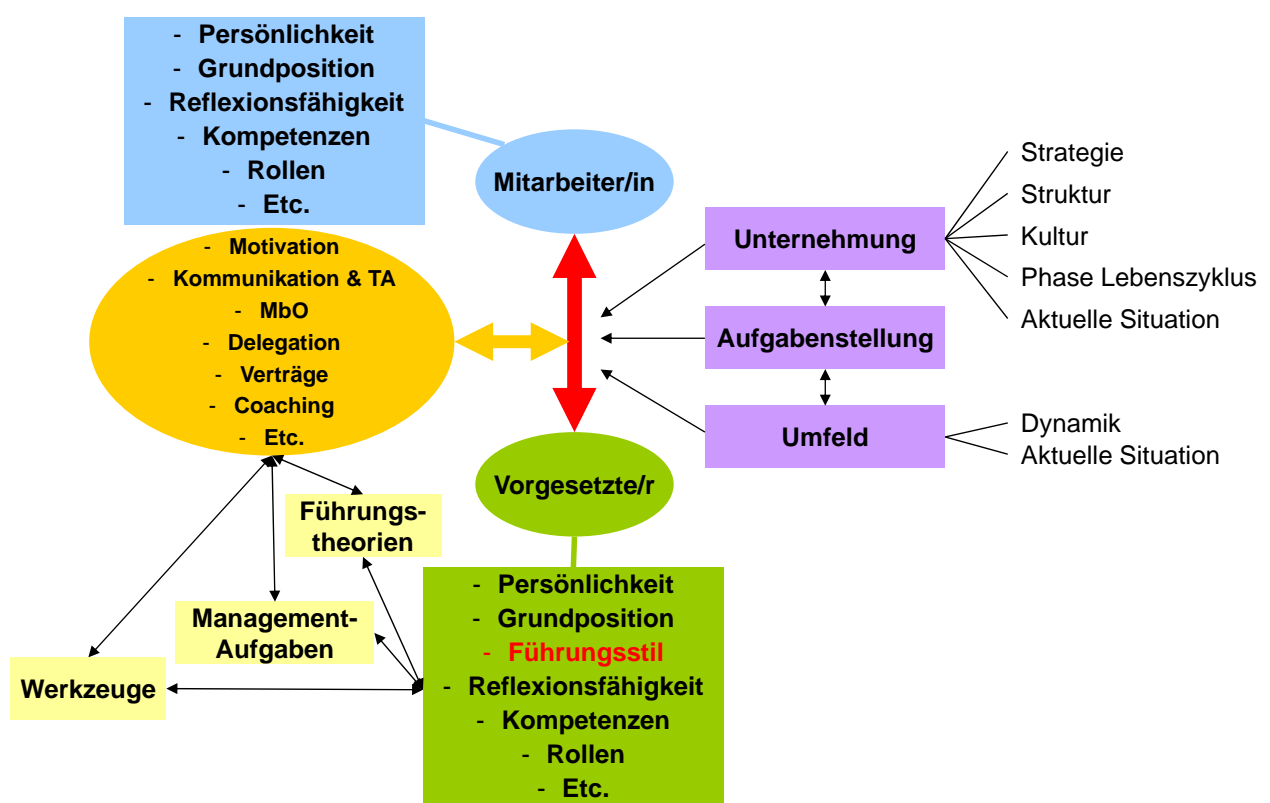 - Persönlichkeit
- Grundposition
- Reflexionsfähigkeit
- Kompetenzen
- Rollen
- Etc.
Mitarbeiter/in
- Motivation
- Kommunikation & TA
- MbO
- Delegation
- Verträge
- Coaching
- Etc.
Unternehmung
Aufgabenstellung
Umfeld
Strategie
Struktur
Kultur
Phase Lebenszyklus
Aktuelle Situation
Dynamik
Aktuelle Situation
Vorgesetzte/r
Führungs-
theorien
Management-
Aufgaben
Werkzeuge
- Persönlichkeit
- Grundposition
- Führungsstil
- Reflexionsfähigkeit
- Kompetenzen
- Rollen
- Etc.